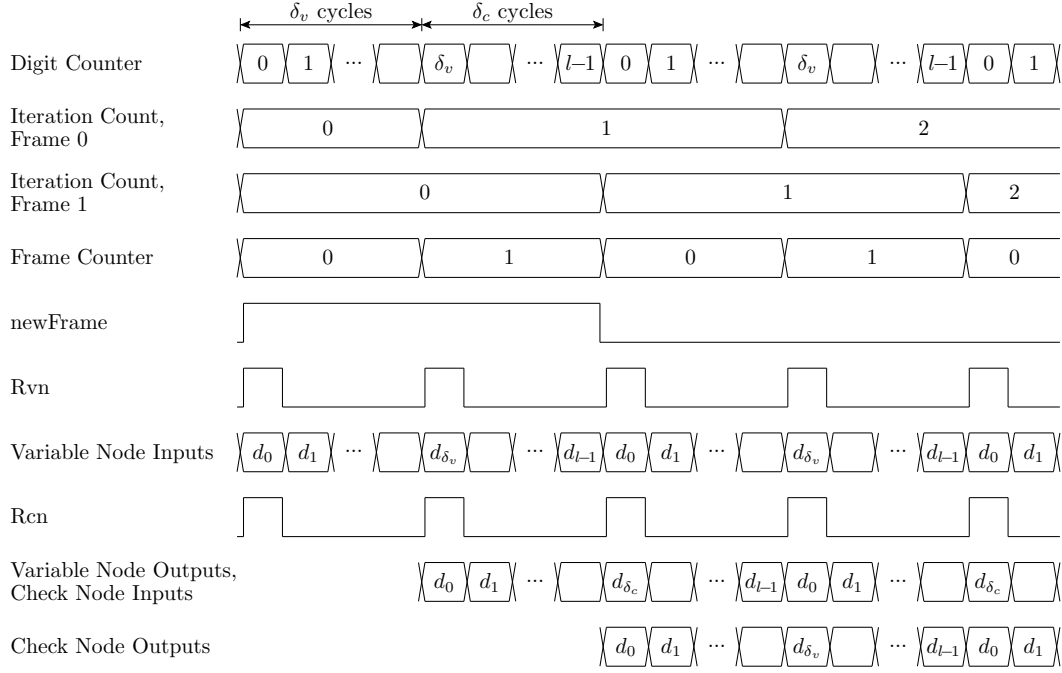 δv cycles δc cycles
Digit Counter 0 1 ··· δv ··· l−1 0 1 ··· δv ··· l−1 0 1
Iteration Count,
Frame 0 0 1 2
Iteration Count,
Frame 1 0 1 2
Frame Counter 0 1 0 1 0
newFrame
Rvn
Variable Node Inputs d0 d1 ··· dδv ··· dl−1 d0 d1 ··· dδv ··· dl−1 d0 d1
Rcn
Variable Node Outputs,
Check Node Inputs d0 d1 ··· dδc ··· dl−1 d0 d1 ··· dδc
Check Node Outputs d0 d1 ··· dδv ··· dl−1 d0 d1